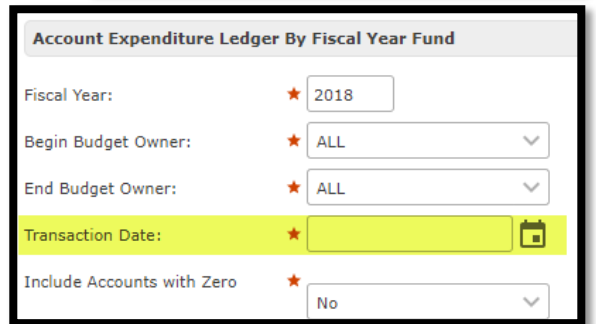 Account Expenditure Ledger By Fiscal Year Fund
Fiscal Year: ★ 2018
Begin Budget Owner: ★ ALL
End Budget Owner: ★ ALL
Transaction Date: ★
Include Accounts with Zero ★
No